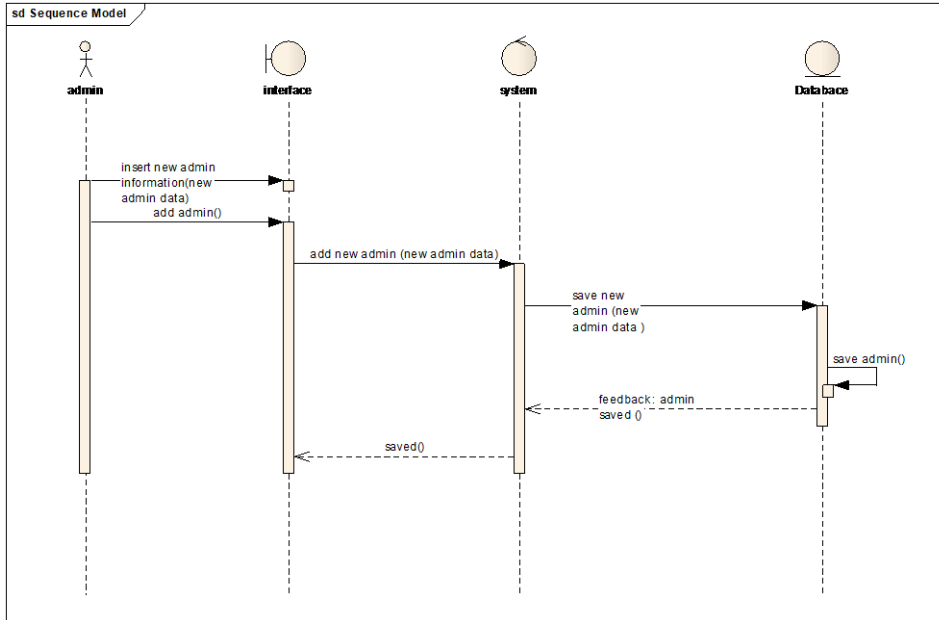 sd Sequence Model
admin
interface
system
Databace
insert new admin
information(new
admin data)
add admin()
add new admin (new admin data)
save new
admin (new
admin data )
save admin()
feedback: admin
saved ()
saved()